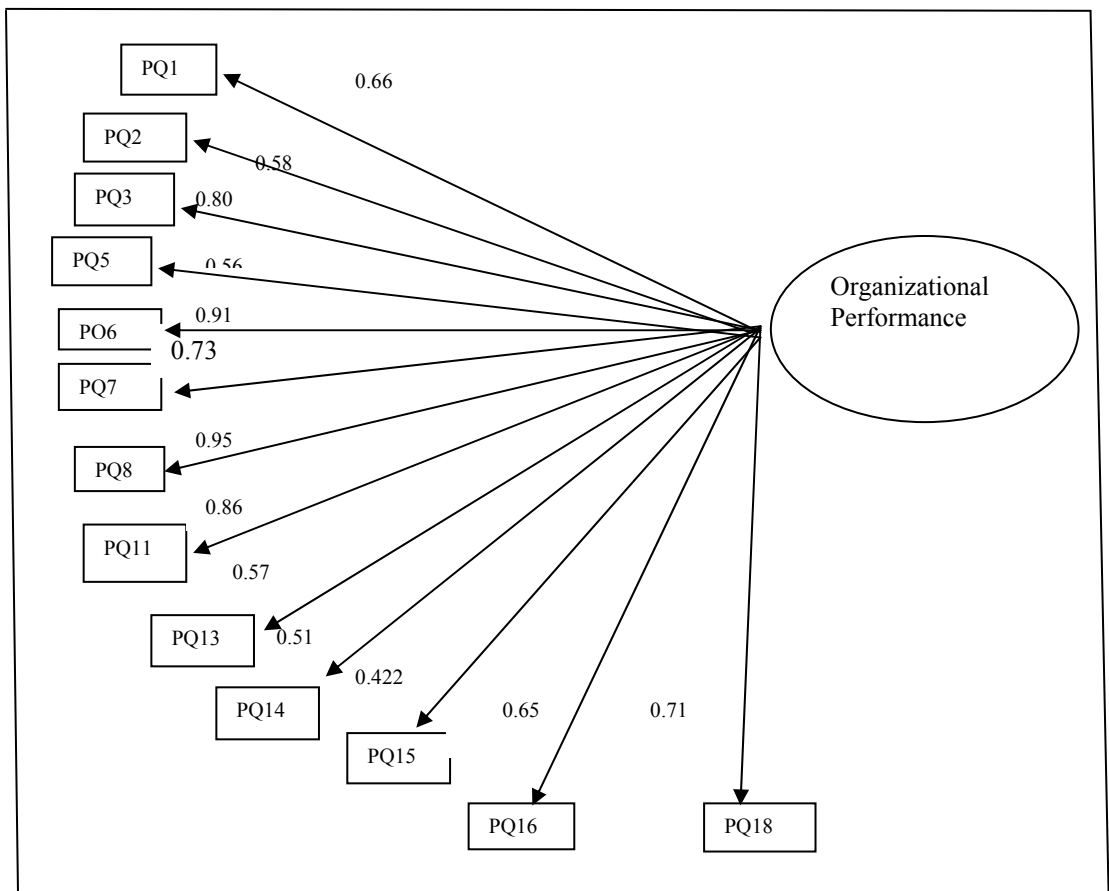 PQ1
0.66
PQ2
0.58
PQ3
0.80
PQ5
0.56
Organizational
Performance
PO6
0.91
0.73
PQ7
PQ8
0.95
0.86
PQ11
0.57
PQ13
0.51
0.422
PQ14
0.65
0.71
PQ15
PQ16
PQ18